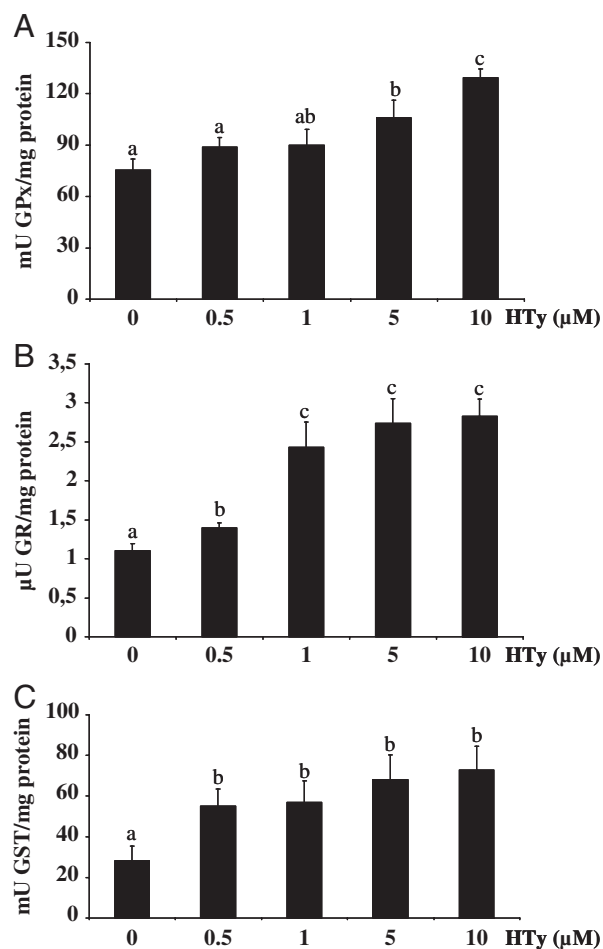 A
mU GPx/mg protein
150
120
90
60
30
0
a
a
ab
b
c
0 0.5 1 5 10 HTy (µM)
B
µU GR/mg protein
3,5
3
2,5
2
1,5
1
0,5
0
a
b
c
c
c
0 0.5 1 5 10 HTy (µM)
C
mU GST/mg protein
100
80
60
40
20
0
a
b
b
b
b
0 0.5 1 5 10 HTy (µM)